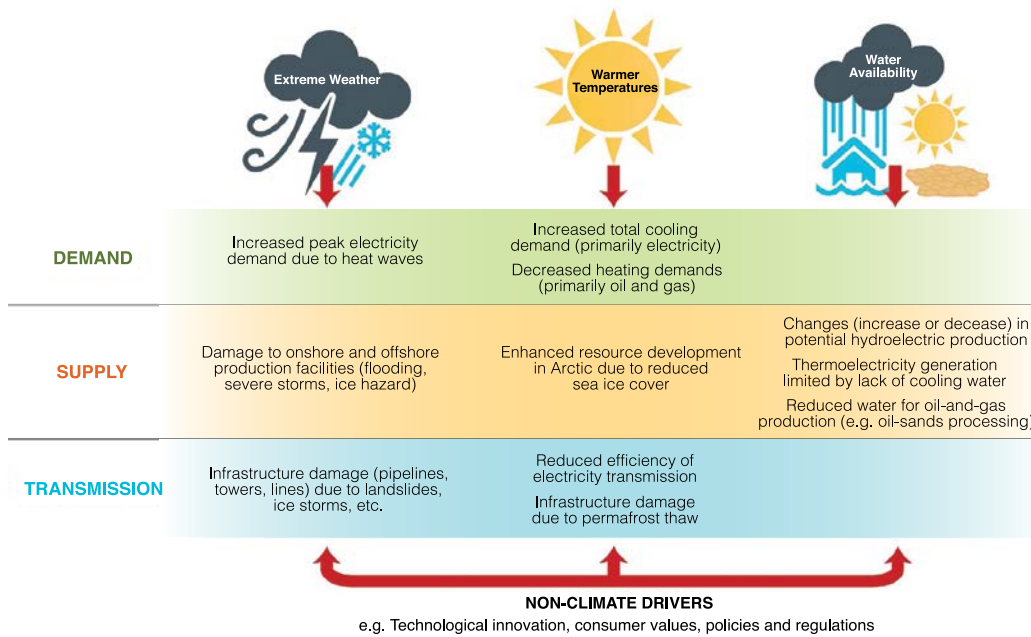 Extreme Weather
Warmer
Temperatures
Water
Availability
DEMAND
Increased peak electricity
demand due to heat waves
Increased total cooling
demand (primarily electricity)
Decreased heating demands
(primarily oil and gas)
SUPPLY
Damage to onshore and offshore
production facilities (flooding,
severe storms, ice hazard)
Enhanced resource development
in Arctic due to reduced
sea ice cover
Changes (increase or decease) in
potential hydroelectric production
Thermoelectricity generation
limited by lack of cooling water
Reduced water for oil-and-gas
production (e.g. oil-sands processing)
TRANSMISSION
Infrastructure damage (pipelines,
towers, lines) due to landslides,
ice storms, etc.
Reduced efficiency of
electricity transmission
Infrastructure damage
due to permafrost thaw
NON-CLIMATE DRIVERS
e.g. Technological innovation, consumer values, policies and regulations